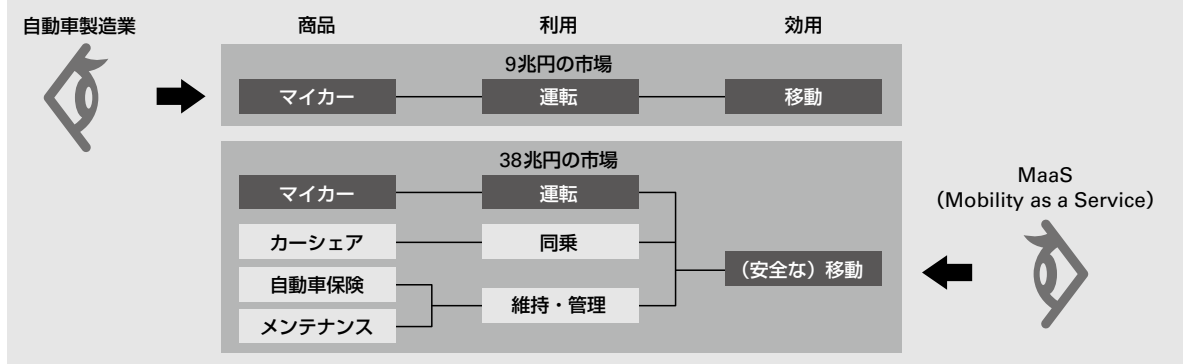 自動車製造業
商品
利用
効用
9兆円の市場
マイカー
運転
移動
38兆円の市場
マイカー
運転
カーシェア
同乗
自動車保険
メンテナンス
維持・管理
（安全な）移動
MaaS
（Mobility as a Service）